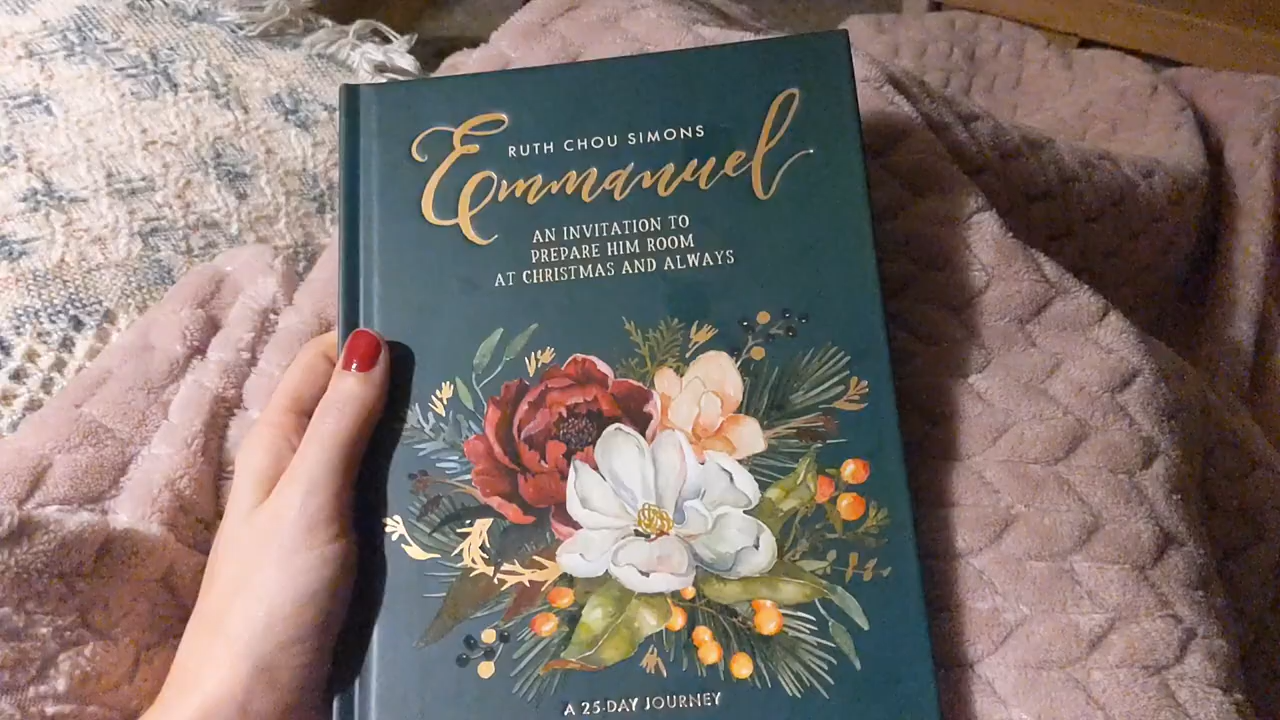 RUTH CHOU SIMONS
Emmanuel
AN INVITATION TO
PREPARE HIM ROOM
AT CHRISTMAS AND ALWAYS
A 25-DAY JOURNEY